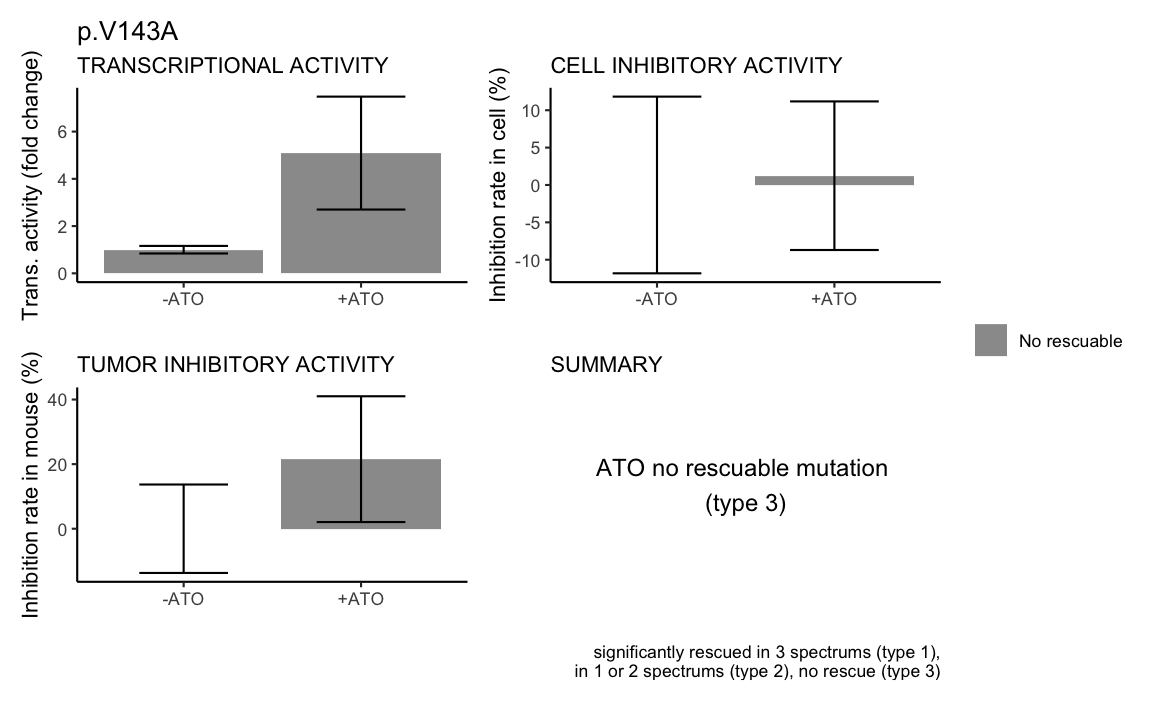 p.V143A
TRANSCRIPTIONAL ACTIVITY
Trans. activity (fold change)
6
4
2
0
-ATO
+ATO
CELL INHIBITORY ACTIVITY
Inhibition rate in cell (%)
10
5
0
-5
-10
-ATO
+ATO
No rescuable
TUMOR INHIBITORY ACTIVITY
Inhibition rate in mouse (%)
40
20
0
-ATO
+ATO
SUMMARY
ATO no rescuable mutation
(type 3)
significantly rescued in 3 spectrums (type 1),
in 1 or 2 spectrums (type 2), no rescue (type 3)